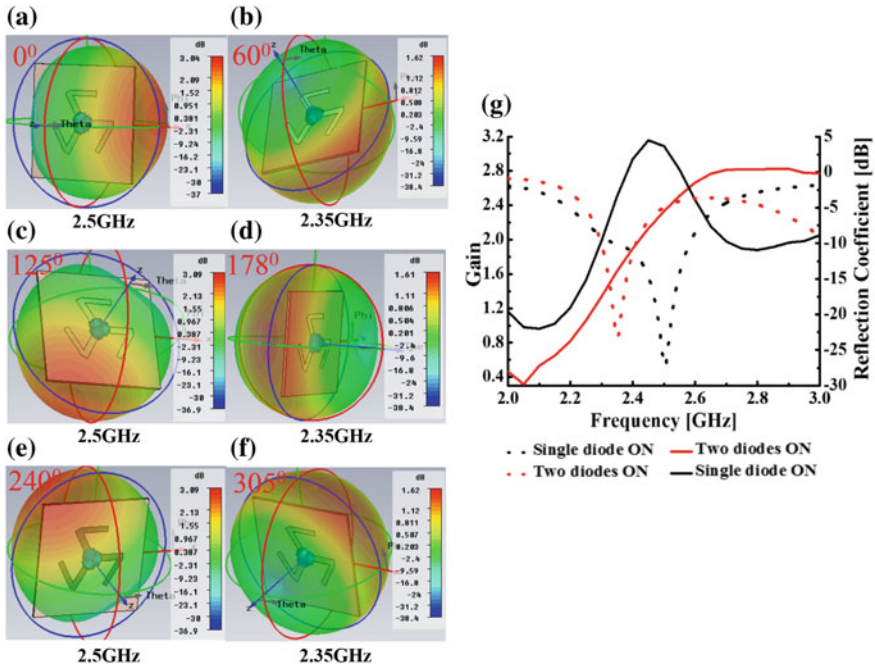 (a)
0⁰
dB
3.04
2.09
1.52
0.951
0.381
-2.31
-9.24
-16.2
-23.1
-30
-37
z
Theta
Phi
x
2.5GHz
(b)
60⁰
dB
1.62
1.12
0.812
0.508
0.203
-2.4
-9.59
-16.8
-24
-31.2
-38.4
z
Theta
2.35GHz
(c)
125⁰
dB
3.09
2.13
1.55
0.967
0.387
-2.31
-9.23
-16.1
-23.1
-30
-36.9
z
Theta
x
2.5GHz
(d)
178⁰
dB
1.61
1.11
0.806
0.504
0.201
-2.4
-9.6
-16.8
-24
-31.2
-38.4
Phi
2.35GHz
(e)
240⁰
dB
3.09
2.13
1.55
0.967
0.387
-2.31
-9.23
-16.1
-23.1
-30
-36.9
z
Theta
2.5GHz
(f)
305⁰
dB
1.62
1.12
0.811
0.507
0.203
-2.4
-9.59
-16.8
-24
-31.2
-38.4
z
Theta
2.35GHz
(g)
3.2
2.8
2.4
2.0
1.6
1.2
0.8
0.4
Gain
5
0
-5
-10
-15
-20
-25
-30
Reflection Coefficient [dB]
2.0 2.2 2.4 2.6 2.8 3.0
Frequency [GHz]
Single diode ON
Two diodes ON
Two diodes ON
Single diode ON